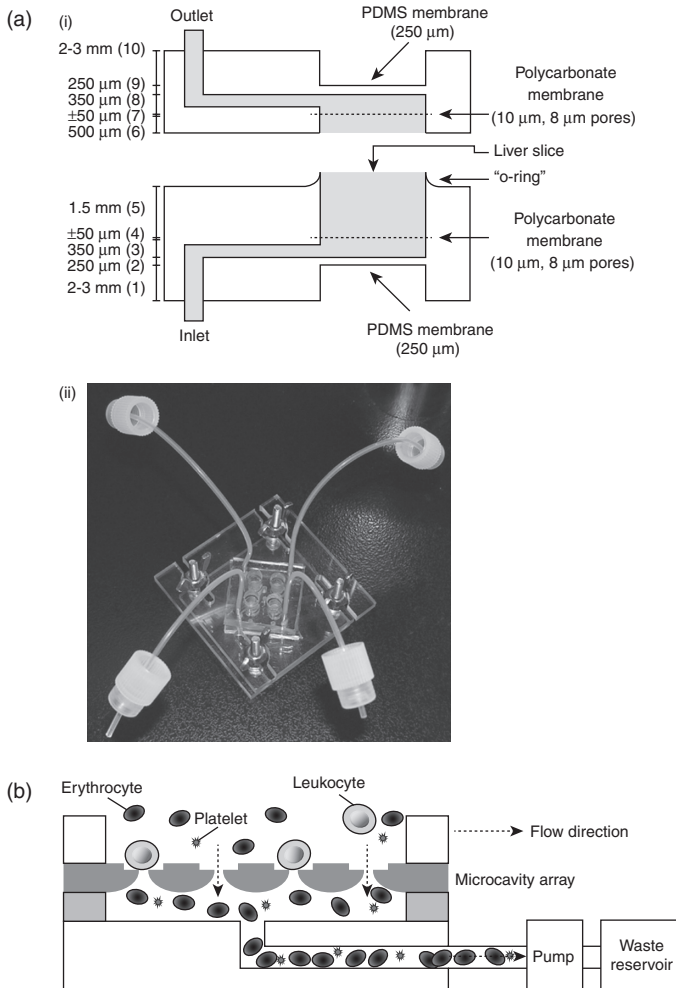 (a)
(i)
Outlet
PDMS membrane
(250 µm)
2-3 mm (10)
250 µm (9)
350 µm (8)
±50 µm (7)
500 µm (6)
Polycarbonate
membrane
(10 µm, 8 µm pores)
Liver slice
"o-ring"
1.5 mm (5)
±50 µm (4)
350 µm (3)
250 µm (2)
2-3 mm (1)
Polycarbonate
membrane
(10 µm, 8 µm pores)
Inlet
PDMS membrane
(250 µm)
(ii)
(b)
Erythrocyte
Platelet
Leukocyte
Flow direction
Microcavity array
Pump
Waste
reservoir